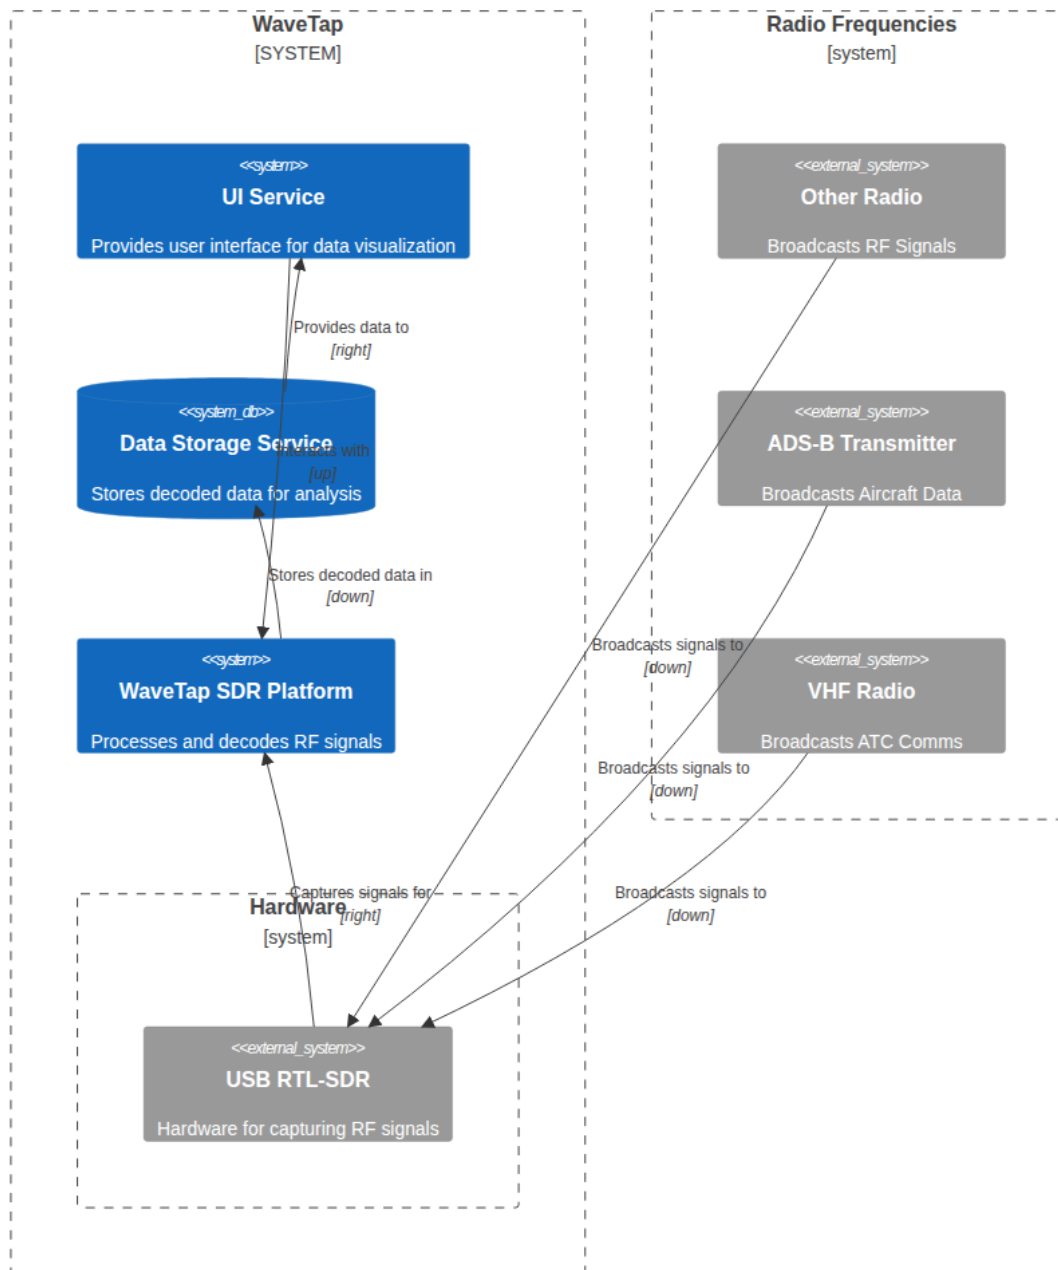 WaveTap
[SYSTEM]
<<system>>
UI Service
Provides user interface for data visualization
Provides data to
[right]
<<system_db>>
Data Storage Service
Interacts with
[up]
Stores decoded data for analysis
Stores decoded data in
[down]
<<system>>
WaveTap SDR Platform
Processes and decodes RF signals
Captures signals for
[right]
Hardware
[system]
<<external_system>>
USB RTL-SDR
Hardware for capturing RF signals
Radio Frequencies
[system]
<<external_system>>
Other Radio
Broadcasts RF Signals
<<external_system>>
ADS-B Transmitter
Broadcasts Aircraft Data
<<external_system>>
VHF Radio
Broadcasts ATC Comms
Broadcasts signals to
[down]
Broadcasts signals to
[down]
Broadcasts signals to
[down]